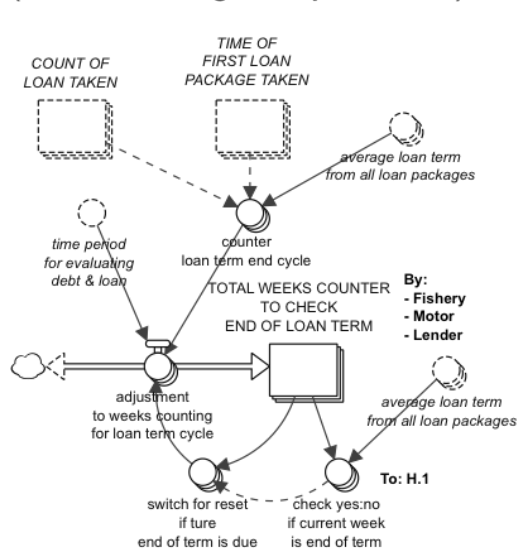 COUNT OF
LOAN TAKEN
TIME OF
FIRST LOAN
PACKAGE TAKEN
average loan term
from all loan packages
time period
for evaluating
debt & loan
counter
loan term end cycle
TOTAL WEEKS COUNTER
TO CHECK
END OF LOAN TERM
By:
- Fishery
- Motor
- Lender
adjustment
to weeks counting
for loan term cycle
average loan term
from all loan packages
switch for reset
if ture
end of term is due
check yes:no
if current week
is end of term
To: H.1